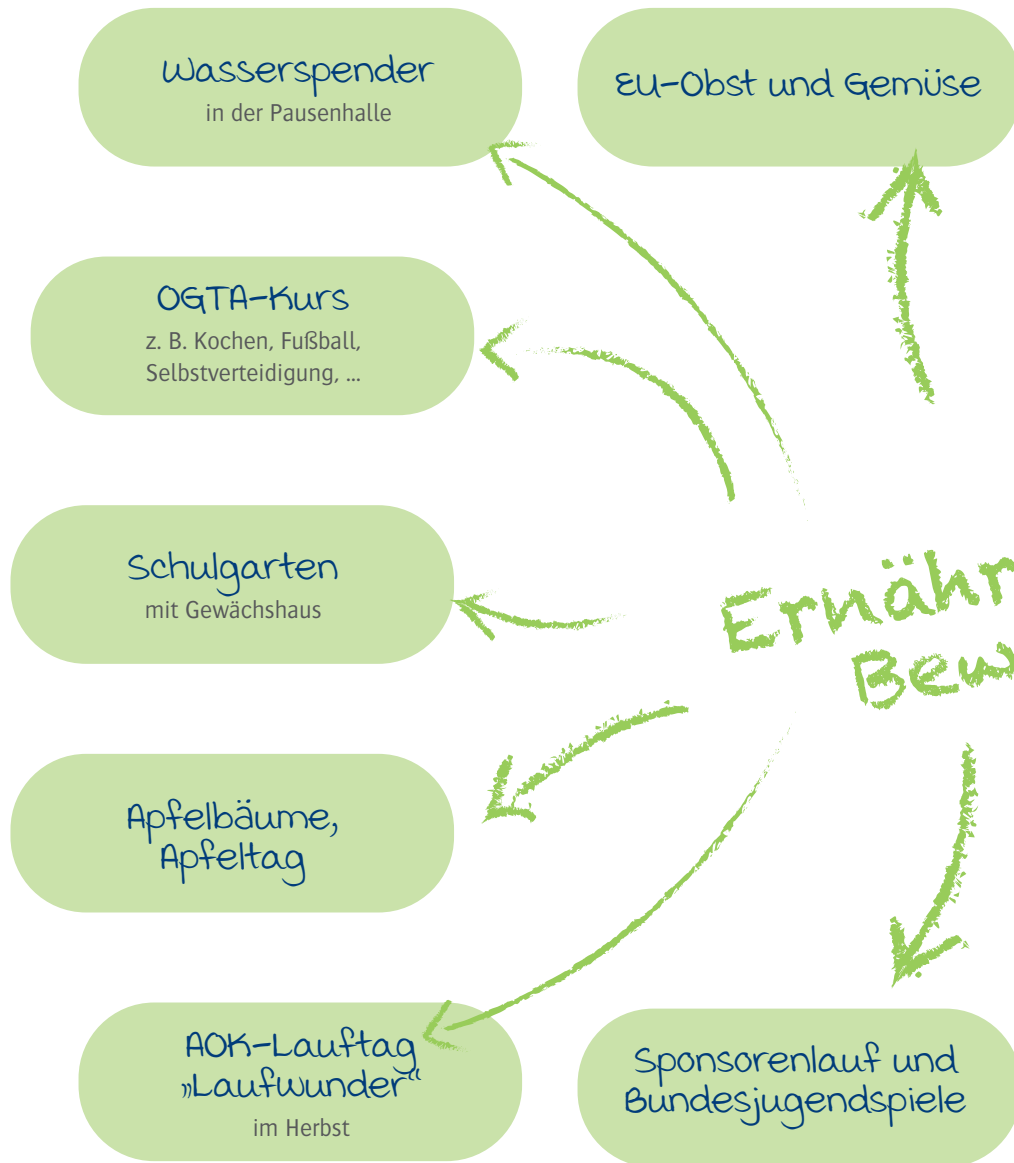 Wasserspender
in der Pausenhalle
EU-Obst und Gemüse
OGTA-Kurs
z. B. Kochen, Fußball,
Selbstverteidigung, ...
Schulgarten
mit Gewächshaus
Ernähr
Bew
Apfelbäume,
Apfeltag
AOK-Lauftag
„Laufwunder“
im Herbst
Sponsorenlauf und
Bundesjugendspiele